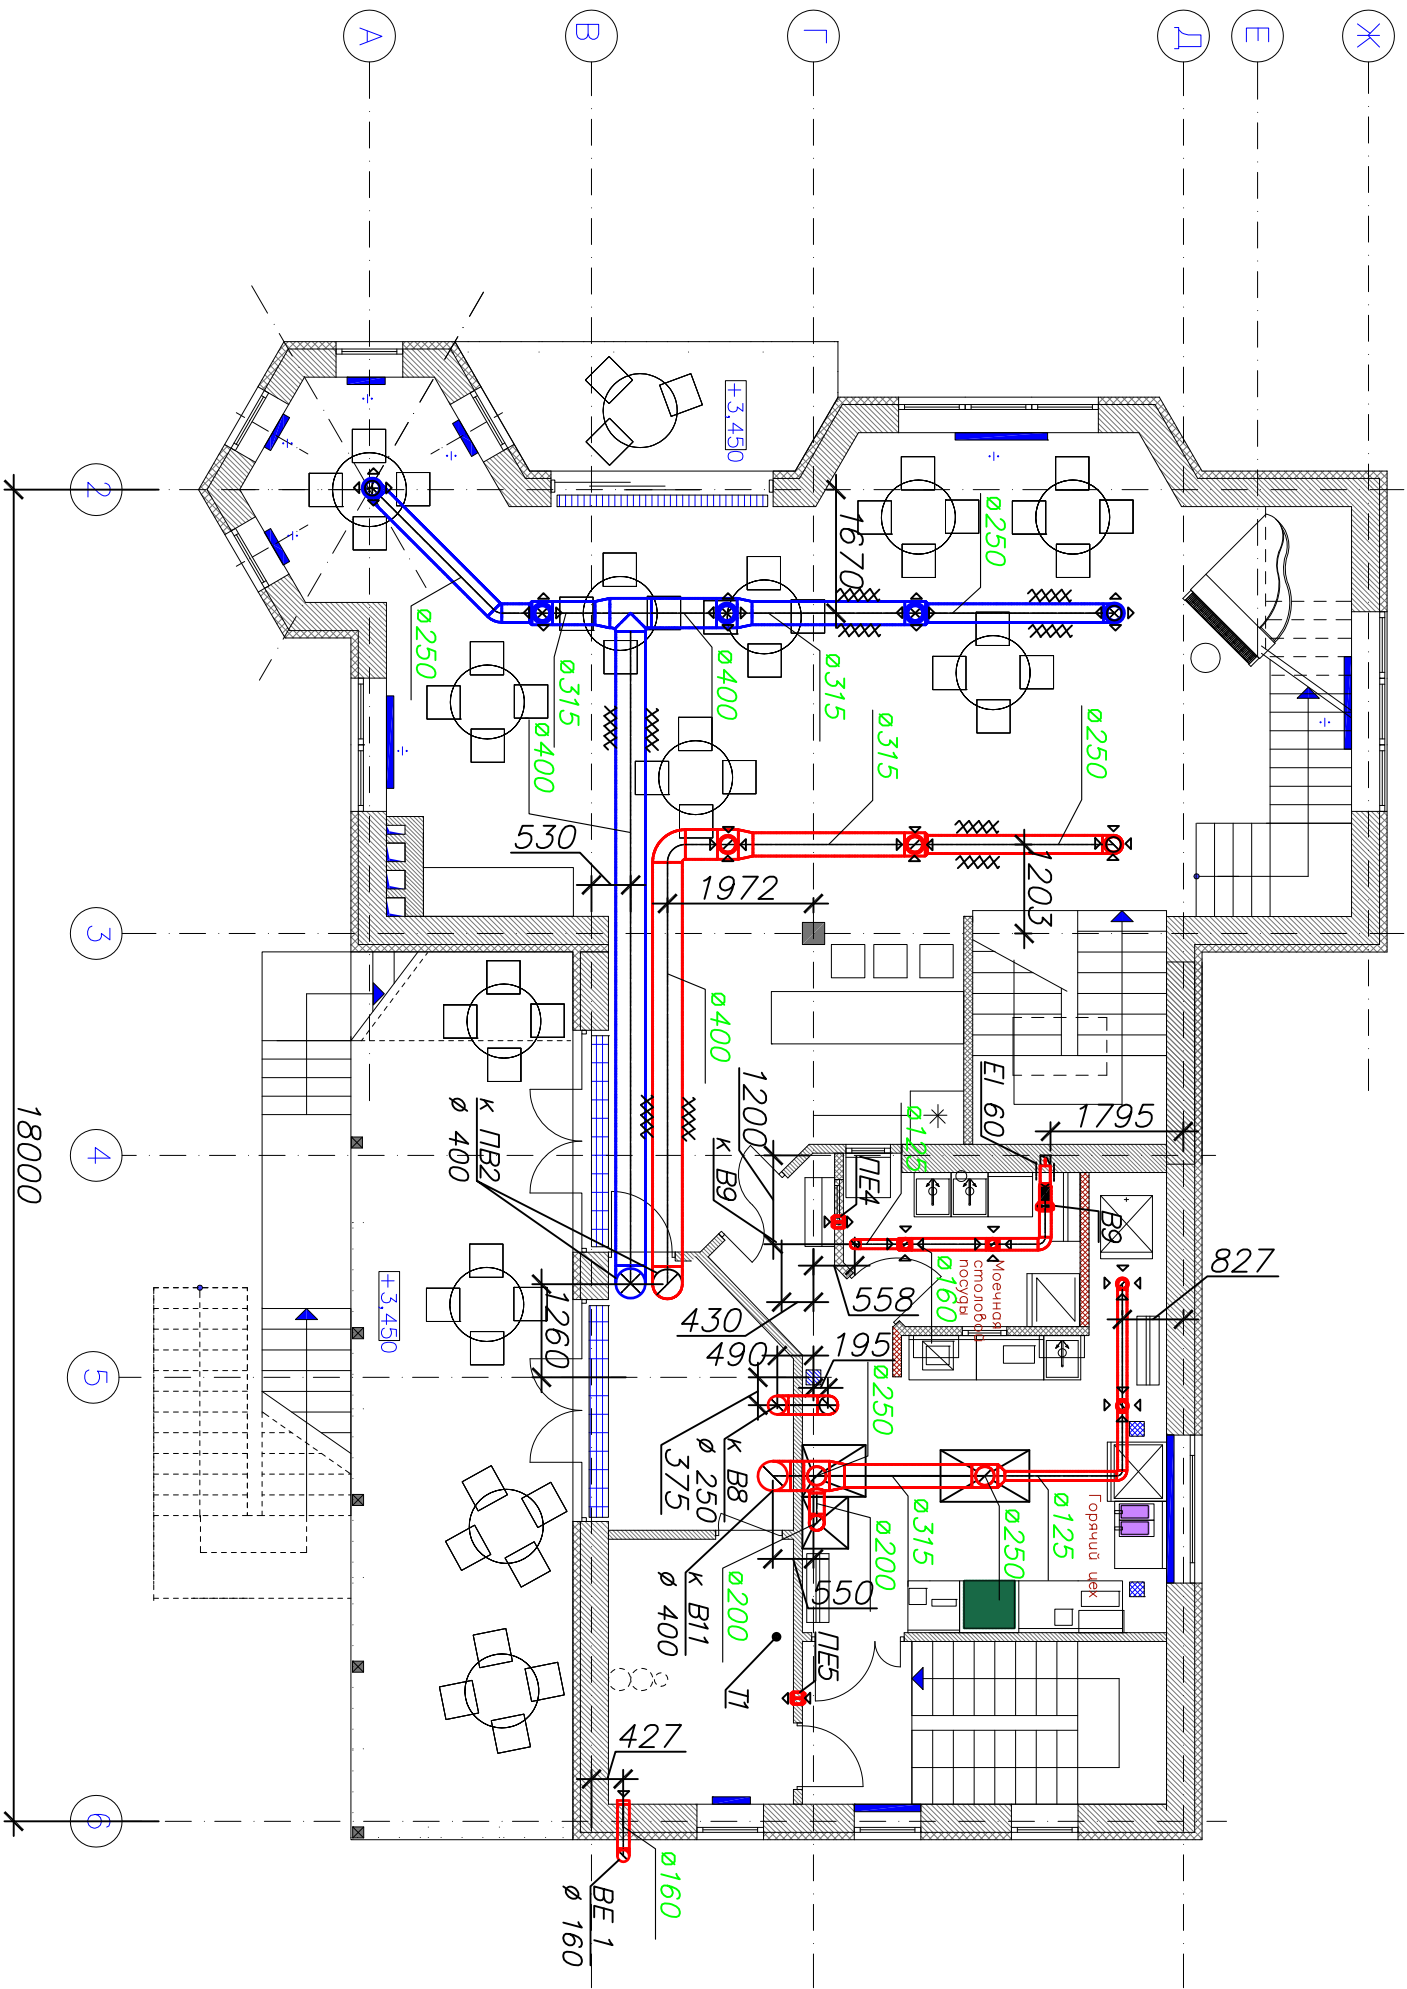 А
В
Г
Д
Е
Ж
2
3
4
5
6
18000
+3,450
1670
ø250
ø250
ø315
ø400
ø400
ø315
ø315
ø250
530
1972
1203
ø400
к ПВ2
ø 400
1200
к В9
ПЕ4
ø125
EI 60
1795
В9
827
Моечная
столовой
посуды
ø160
558
430
195
490
1260
+3,450
375
к В8
ø 250
ø250
ø315
ø250
ø125
Горячий цех
ø200
ø200
550
к В11
ø 400
Т1
ПЕ5
427
ВЕ 1
ø 160
ø160